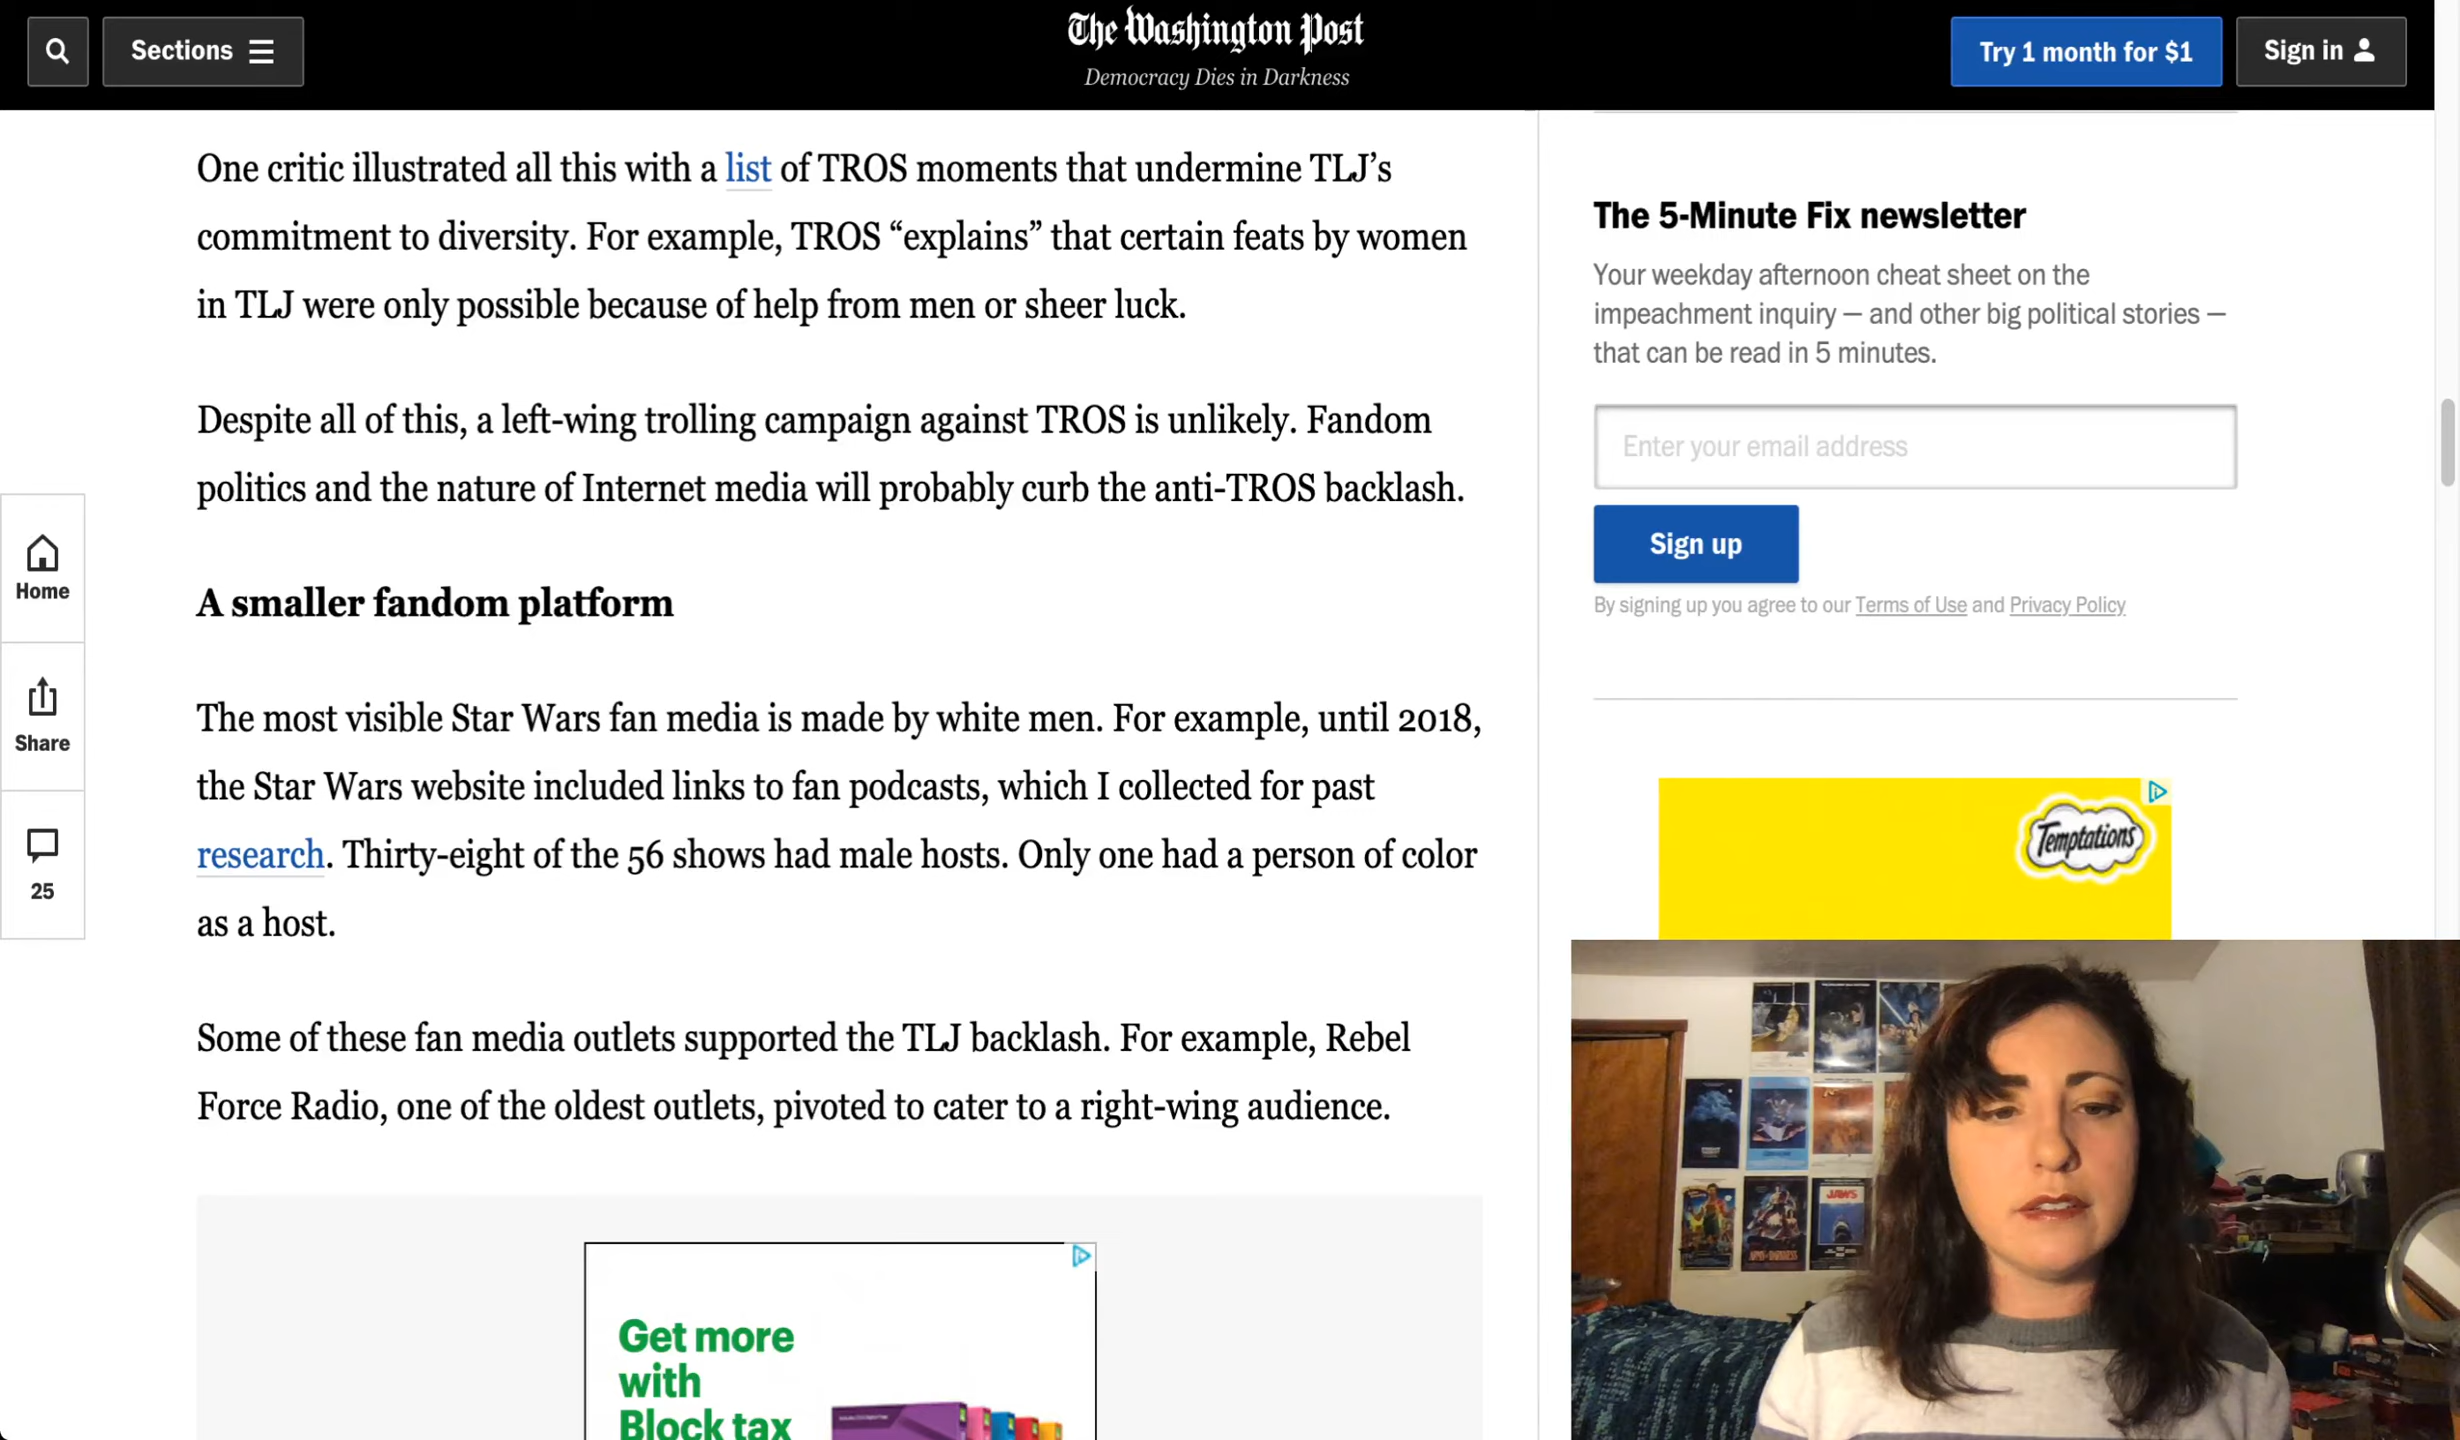 Sections
The Washington Post
Democracy Dies in Darkness
Try 1 month for $1
Sign in
One critic illustrated all this with a list of TROS moments that undermine TLJ’s
commitment to diversity. For example, TROS “explains” that certain feats by women
in TLJ were only possible because of help from men or sheer luck.
Despite all of this, a left-wing trolling campaign against TROS is unlikely. Fandom
politics and the nature of Internet media will probably curb the anti-TROS backlash.
A smaller fandom platform
The most visible Star Wars fan media is made by white men. For example, until 2018,
the Star Wars website included links to fan podcasts, which I collected for past
research. Thirty-eight of the 56 shows had male hosts. Only one had a person of color
as a host.
Some of these fan media outlets supported the TLJ backlash. For example, Rebel
Force Radio, one of the oldest outlets, pivoted to cater to a right-wing audience.
Get more
with
Block tax
Home
Share
25
The 5-Minute Fix newsletter
Your weekday afternoon cheat sheet on the
impeachment inquiry — and other big political stories —
that can be read in 5 minutes.
Enter your email address
Sign up
By signing up you agree to our Terms of Use and Privacy Policy
Temptations
JAWS